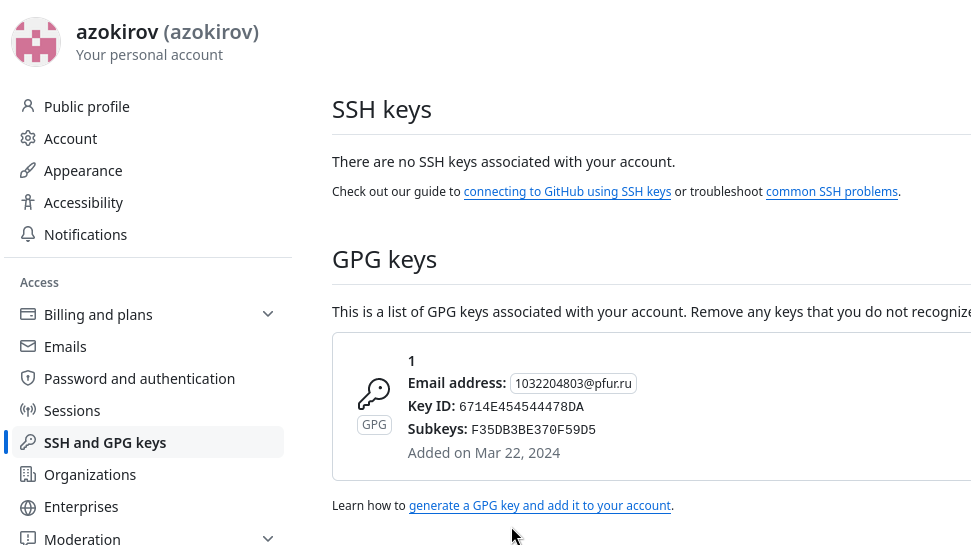 azokirov (azokirov)
Your personal account
Public profile
Account
Appearance
Accessibility
Notifications
Access
Billing and plans
Emails
Password and authentication
Sessions
SSH and GPG keys
Organizations
Enterprises
Moderation
SSH keys
There are no SSH keys associated with your account.
Check out our guide to connecting to GitHub using SSH keys or troubleshoot common SSH problems.
GPG keys
This is a list of GPG keys associated with your account. Remove any keys that you do not recognize
GPG
1
Email address: 1032204803@pfur.ru
Key ID: 6714E454544478DA
Subkeys: F35DB3BE370F59D5
Added on Mar 22, 2024
Learn how to generate a GPG key and add it to your account.